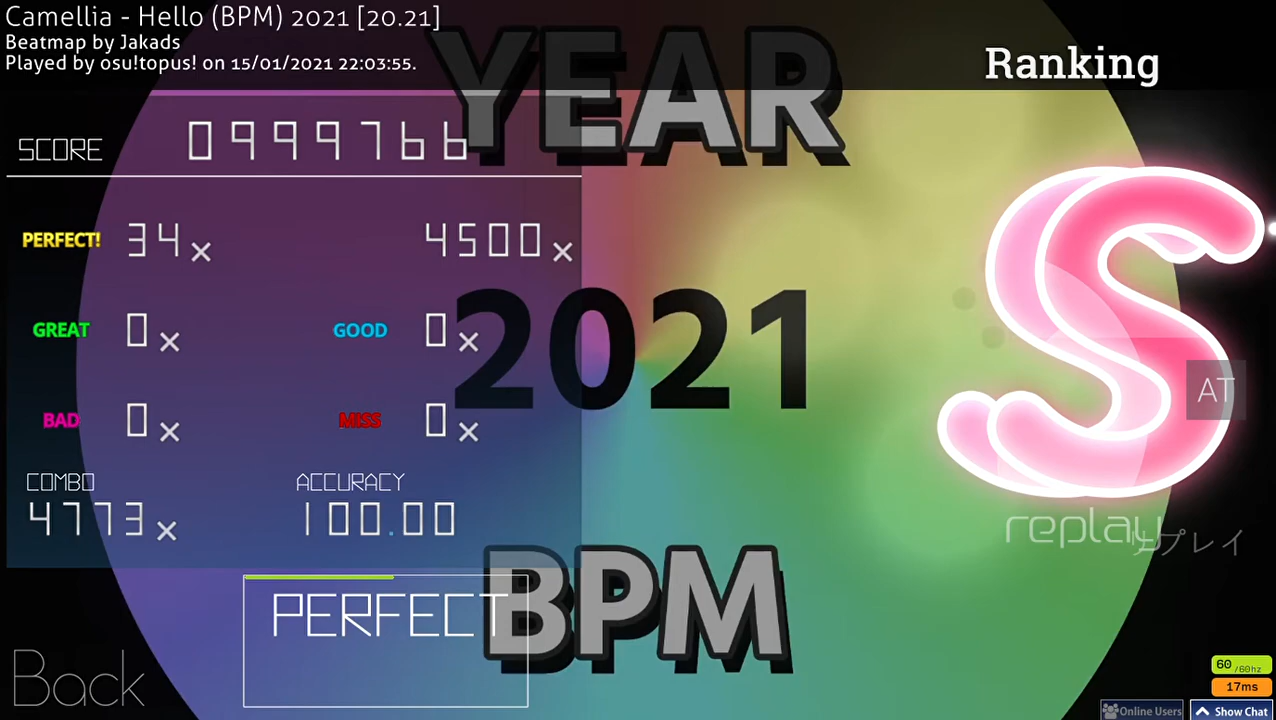 Camellia - Hello (BPM) 2021 [20.21]
Beatmap by Jakads
Played by osu!topus! on 15/01/2021 22:03:55.
Ranking
YEAR
SCORE 0999766
PERFECT! 34x 4500x
2021
GREAT 0x GOOD 0x
S
AT
BAD 0x MISS 0x
COMBO ACCURACY
4773x 100.00
replay リプレイ
BPM
PERFECT
Back
60 /60hz
17ms
Online Users Show Chat